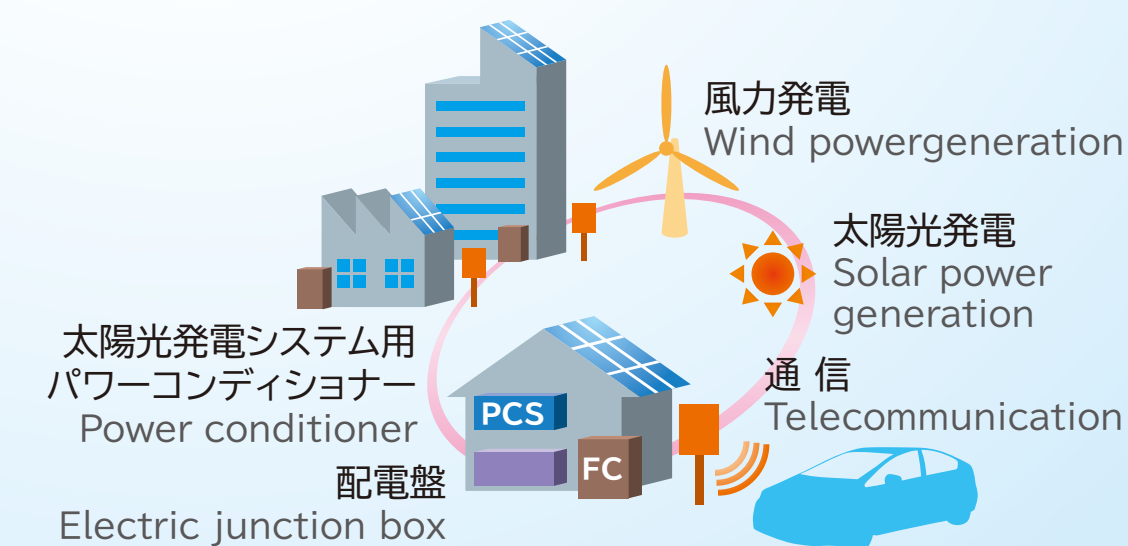 風力発電
Wind powergeneration
太陽光発電
Solar power
generation
太陽光発電システム用
パワーコンディショナー
Power conditioner
通 信
Telecommunication
PCS
FC
配電盤
Electric junction box